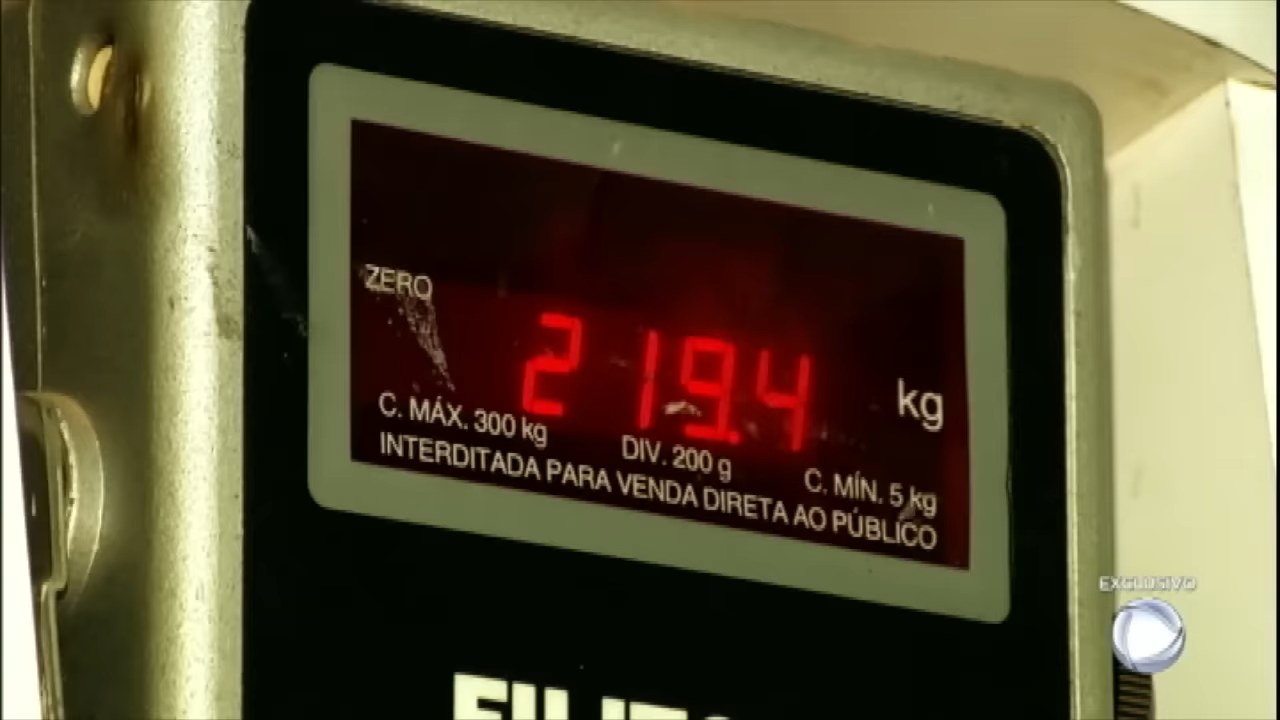 ZERO
219.4 kg
C. MÁX. 300 kg DIV. 200 g C. MÍN. 5 kg
INTERDITADA PARA VENDA DIRETA AO PÚBLICO
EXCLUSIVO